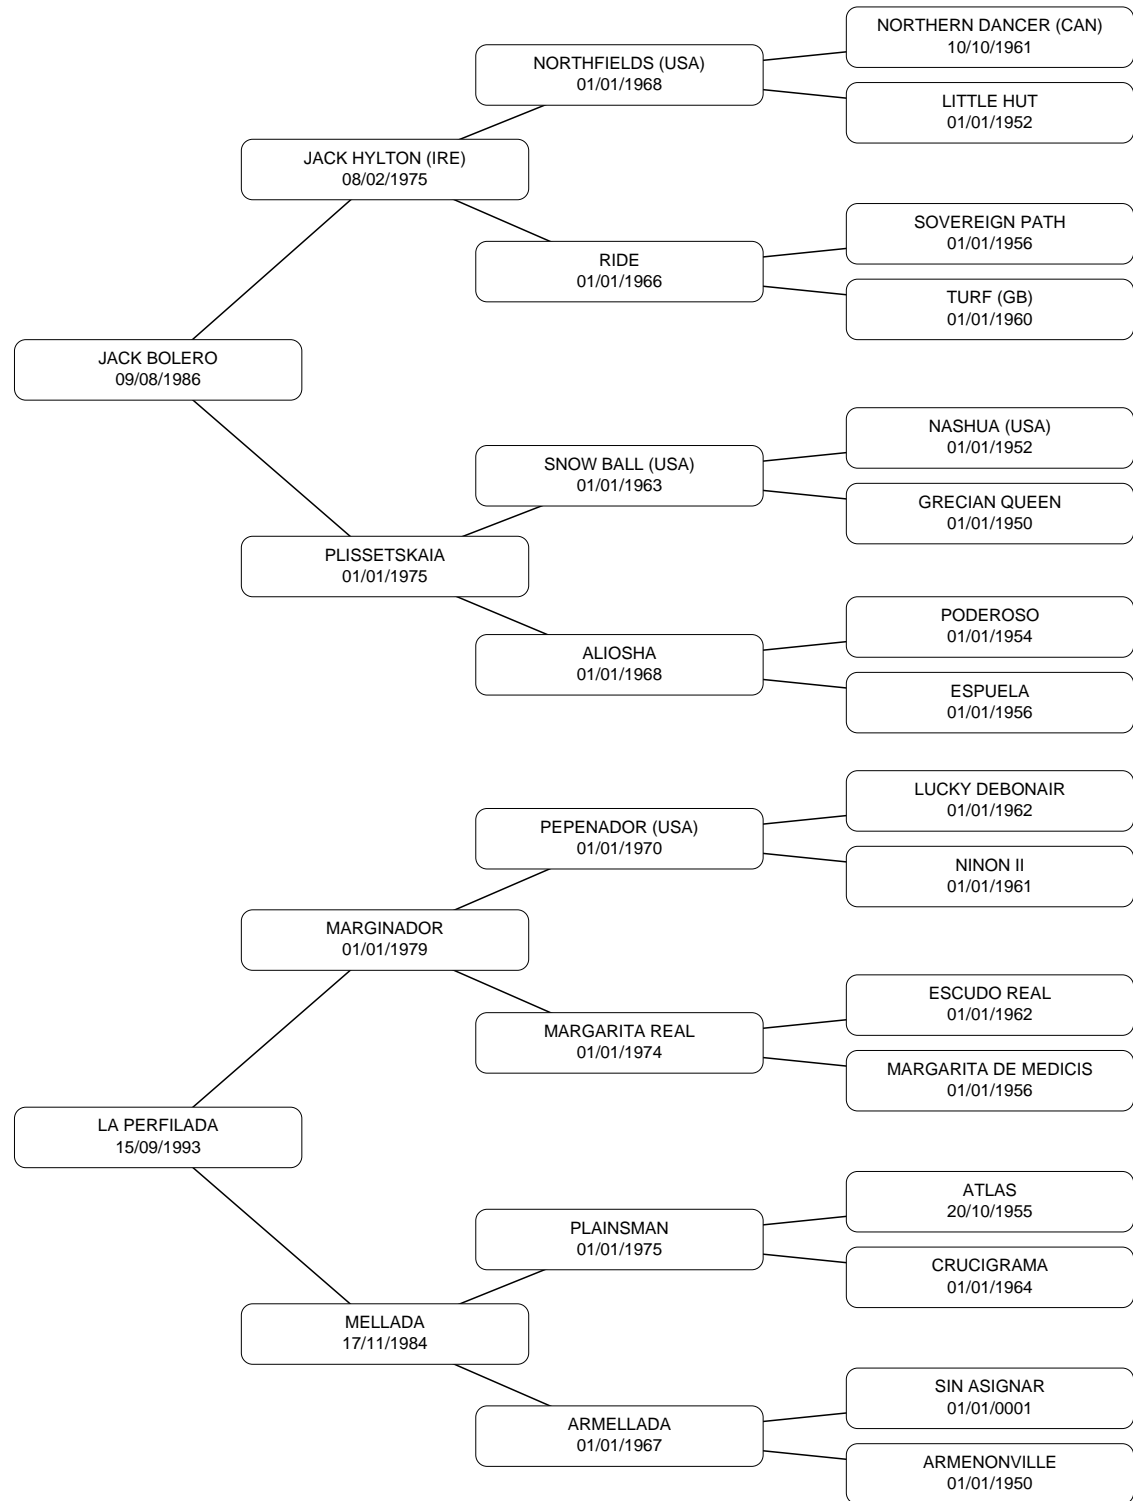 NORTHERN DANCER (CAN)
10/10/1961
NORTHFIELDS (USA)
01/01/1968
LITTLE HUT
01/01/1952
JACK HYLTON (IRE)
08/02/1975
SOVEREIGN PATH
01/01/1956
RIDE
01/01/1966
TURF (GB)
01/01/1960
JACK BOLERO
09/08/1986
NASHUA (USA)
01/01/1952
SNOW BALL (USA)
01/01/1963
GRECIAN QUEEN
01/01/1950
PLISSETSKAIA
01/01/1975
PODEROSO
01/01/1954
ALIOSHA
01/01/1968
ESPUELA
01/01/1956
LUCKY DEBONAIR
01/01/1962
PEPENADOR (USA)
01/01/1970
NINON II
01/01/1961
MARGINADOR
01/01/1979
ESCUDO REAL
01/01/1962
MARGARITA REAL
01/01/1974
MARGARITA DE MEDICIS
01/01/1956
LA PERFILADA
15/09/1993
ATLAS
20/10/1955
PLAINSMAN
01/01/1975
CRUCIGRAMA
01/01/1964
MELLADA
17/11/1984
SIN ASIGNAR
01/01/0001
ARMELLADA
01/01/1967
ARMENONVILLE
01/01/1950